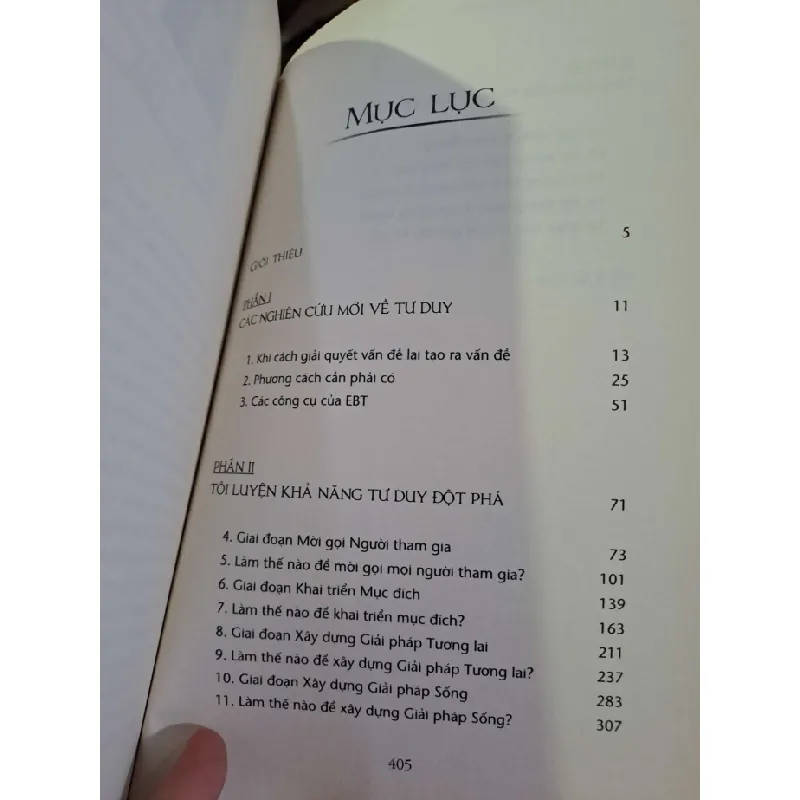 MỤC LỤC
GIỚI THIỆU 5
PHẦN I
CÁC NGHIÊN CỨU MỚI VỀ TƯ DUY 11
1. Khi cách giải quyết vấn đề lại tạo ra vấn đề 13
2. Phương cách cần phải có 25
3. Các công cụ của EBT 51
PHẦN II
TÔI LUYỆN KHẢ NĂNG TƯ DUY ĐỘT PHÁ 71
4. Giai đoạn Mời gọi Người tham gia 73
5. Làm thế nào để mời gọi mọi người tham gia? 101
6. Giai đoạn Khai triển Mục đích 139
7. Làm thế nào để khai triển mục đích? 163
8. Giai đoạn Xây dựng Giải pháp Tương lai 211
9. Làm thế nào để xây dựng Giải pháp Tương lai? 237
10. Giai đoạn Xây dựng Giải pháp Sống 283
11. Làm thế nào để xây dựng Giải pháp Sống? 307
405